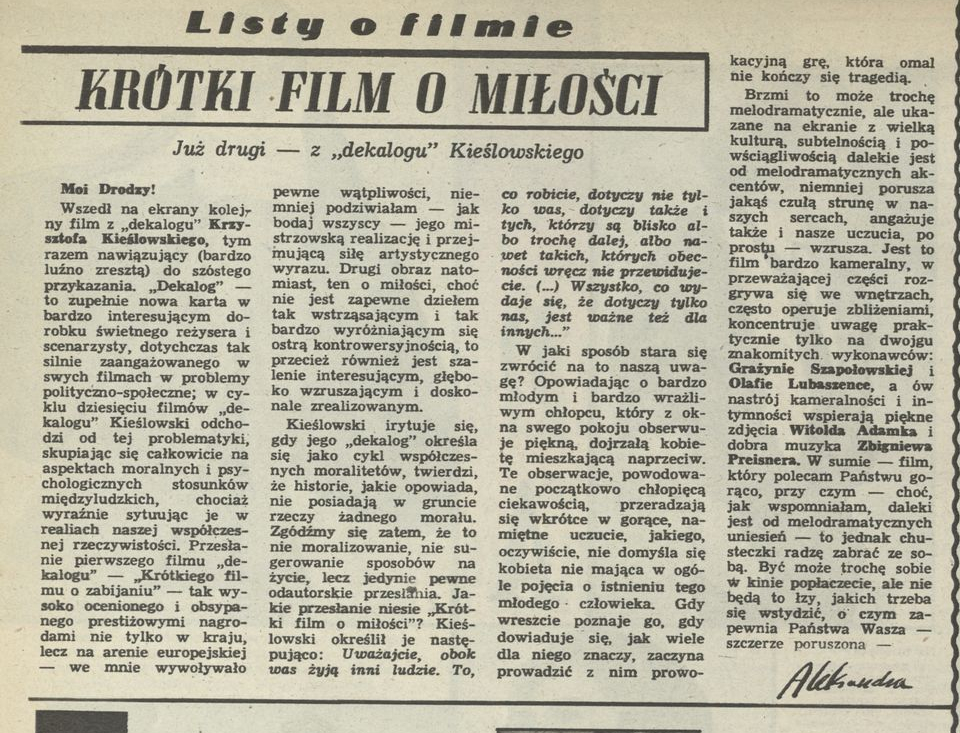 Listy o filmie
KRÓTKI FILM O MIŁOŚCI
Już drugi — z „dekalogu” Kieślowskiego
Moi Drodzy!
Wszedł na ekrany kolej-
ny film z „dekalogu” Krzy-
sztofa Kieślowskiego, tym
razem nawiązujący (bardzo
luźno zresztą) do szóstego
przykazania. „Dekalog” —
to zupełnie nowa karta w
bardzo interesującym do-
robku świetnego reżysera i
scenarzysty, dotychczas tak
silnie zaangażowanego w
swych filmach w problemy
polityczno-społeczne; w cy-
klu dziesięciu filmów „de-
kalogu” Kieślowski odcho-
dzi od tej problematyki,
skupiając się całkowicie na
aspektach moralnych i psy-
chologicznych stosunków
międzyludzkich, chociaż
wyraźnie sytuując je w
realiach naszej współczes-
nej rzeczywistości. Przesła-
nie pierwszego filmu „de-
kalogu” — „Krótkiego fil-
mu o zabijaniu” — tak wy-
soko ocenionego i obsypa-
nego prestiżowymi nagro-
dami nie tylko w kraju,
lecz na arenie europejskiej
— we mnie wywoływało
pewne wątpliwości, nie-
mniej podziwiałam — jak
bodaj wszyscy — jego mi-
strzowską realizację i przej-
mującą siłę artystycznego
wyrazu. Drugi obraz nato-
miast, ten o miłości, choć
nie jest zapewne dziełem
tak wstrząsającym i tak
bardzo wyróżniającym się
ostrą kontrowersyjnością, to
przecież również jest sza-
lenie interesującym, głębo-
ko wzruszającym i dosko-
nale zrealizowanym.
Kieślowski irytuje się,
gdy jego „dekalog” określa
się jako cykl współczes-
nych moralitetów, twierdzi,
że historie, jakie opowiada,
nie posiadają w gruncie
rzeczy żadnego morału.
Zgódźmy się zatem, że to
nie moralizowanie, nie su-
gerowanie sposobów na
życie, lecz jedynie pewne
odautorskie przesłania. Ja-
kie przesłanie niesie „Krót-
ki film o miłości”? Kieś-
lowski określił je nastę-
pująco: Uważajcie, obok
was żyją inni ludzie. To,
co robicie, dotyczy nie tyl-
ko was, dotyczy także i
tych, którzy są blisko al-
bo trochę dalej, albo na-
wet takich, których obec-
ności wręcz nie przewiduje-
cie. (...) Wszystko, co wy-
daje się, że dotyczy tylko
nas, jest ważne też dla
innych...”
W jaki sposób stara się
zwrócić na to naszą uwa-
gę? Opowiadając o bardzo
młodym i bardzo wrażli-
wym chłopcu, który z ok-
na swego pokoju obserwu-
je piękną, dojrzałą kobie-
tę mieszkającą naprzeciw.
Te obserwacje, powodowa-
ne początkowo chłopięcą
ciekawością, przeradzają
się wkrótce w gorące, na-
miętne uczucie, jakiego,
oczywiście, nie domyśla się
kobieta nie mająca w ogó-
le pojęcia o istnieniu tego
młodego człowieka. Gdy
wreszcie poznaje go, gdy
dowiaduje się, jak wiele
dla niego znaczy, zaczyna
prowadzić z nim prowo-
kacyjną grę, która omal
nie kończy się tragedią.
Brzmi to może trochę
melodramatycznie, ale uka-
zane na ekranie z wielką
kulturą, subtelnością i po-
wściągliwością dalekie jest
od melodramatycznych ak-
centów, niemniej porusza
jakąś czułą strunę w na-
szych sercach, angażuje
także i nasze uczucia, po
prostu — wzrusza. Jest to
film bardzo kameralny, w
przeważającej części roz-
grywa się we wnętrzach,
często operuje zbliżeniami,
koncentruje uwagę prak-
tycznie tylko na dwojgu
znakomitych wykonawców:
Grażynie Szapołowskiej i
Olafie Lubaszence, a ów
nastrój kameralności i in-
tymności wspierają piękne
zdjęcia Witolda Adamka i
dobra muzyka Zbigniewa
Preisnera. W sumie — film,
który polecam Państwu go-
rąco, przy czym — choć,
jak wspomniałam, daleki
jest od melodramatycznych
uniesień — to jednak chu-
steczki radzę zabrać ze so-
bą. Być może trochę sobie
w kinie popłaczecie, ale nie
będą to łzy, jakich trzeba
się wstydzić, o czym za-
pewnia Państwa Wasza —
szczerze poruszona —
Aleksandra